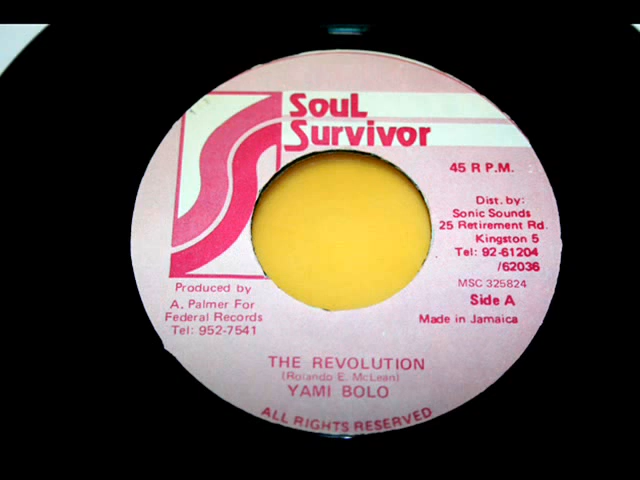 SouL
Survivor
45 R P.M.
Dist. by:
Sonic Sounds
25 Retirement Rd.
Kingston 5
Tel: 92-61204
/62036
MSC 325824
Side A
Made in Jamaica
Produced by
A. Palmer For
Federal Records
Tel: 952-7541
THE REVOLUTION
(Rolando E. McLean)
YAMI BOLO
ALL RIGHTS RESERVED